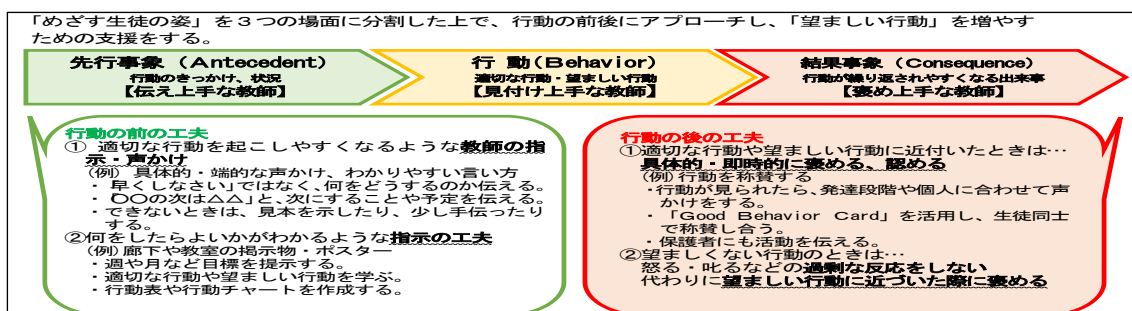 「めざす生徒の姿」を３つの場面に分割した上で、行動の前後にアプローチし、「望ましい行動」を増やす
ための支援をする。
先行事象（Antecedent）
行動のきっかけ、状況
【伝え上手な教師】
行 動(Behavior)
適切な行動・望ましい行動
【見付け上手な教師】
結果事象（Consequence）
行動が繰り返されやすくなる出来事
【褒め上手な教師】
行動の前の工夫
① 適切な行動を起こしやすくなるような教師の指
示・声かけ
（例）具体的・端的な声かけ、わかりやすい言い方
・ 早くしなさい」ではなく、何をどうするのか伝える。
・「〇〇の次は△△」と、次にすることや予定を伝える。
・できないときは、見本を示したり、少し手伝ったり
する。
②何をしたらよいかがわかるような指示の工夫
（例）廊下や教室の掲示物・ポスター
・週や月など目標を提示する。
・適切な行動や望ましい行動を学ぶ。
・行動表や行動チャートを作成する。
行動の後の工夫
①適切な行動や望ましい行動に近付いたときは…
具体的・即時的に褒める、認める
（例）行動を称賛する
・行動が見られたら、発達段階や個人に合わせて声
かけをする。
・「Good Behavior Card」を活用し、生徒同士
で称賛し合う。
・保護者にも活動を伝える。
②望ましくない行動のときは…
怒る・叱るなどの過剰な反応をしない
代わりに望ましい行動に近づいた際に褒める